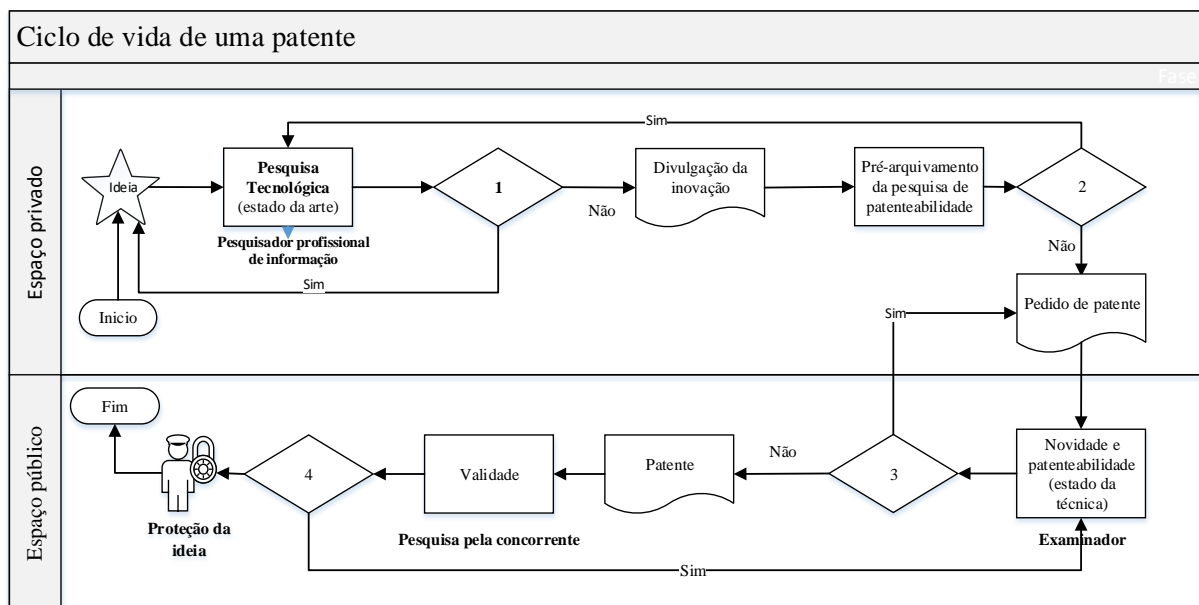 Ciclo de vida de uma patente
Fase
Espaço privado
Sim
Ideia
Pesquisa
Tecnológica
(estado da arte)
1
Divulgação da
inovação
Pré-arquivamento
da pesquisa de
patenteabilidade
2
Não
Pesquisador profissional
de informação
Não
Sim
Inicio
Pedido de patente
Sim
Espaço público
Fim
4
Validade
Patente
Não
3
Novidade e
patenteabilidade
(estado da
técnica)
Proteção da
ideia
Pesquisa pela concorrente
Examinador
Sim